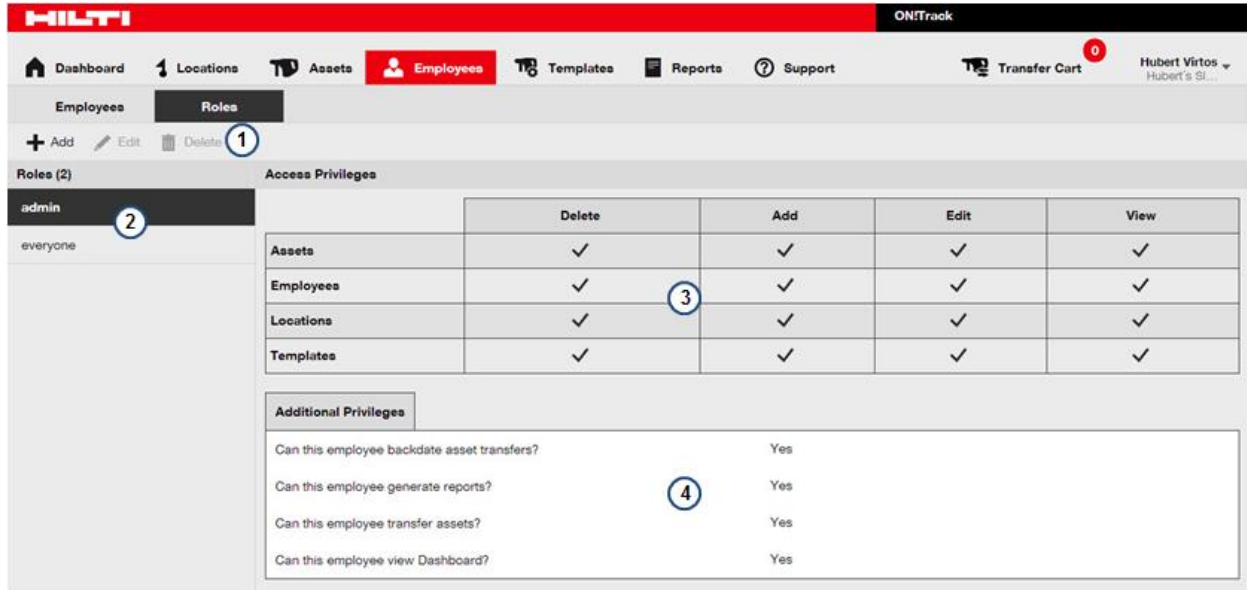 HILTI
ON!Track
Dashboard Locations Assets Employees Templates Reports Support Transfer Cart 0 Hubert Virtos
Hubert's Sl...
Employees Roles
Add Edit Delete 1
Roles (2) Access Privileges
admin 2
everyone
Delete Add Edit View
Assets ✓ ✓ ✓ ✓
Employees ✓ ✓ ✓ ✓
3
Locations ✓ ✓ ✓ ✓
Templates ✓ ✓ ✓ ✓
Additional Privileges
Can this employee backdate asset transfers? Yes
Can this employee generate reports? Yes
4
Can this employee transfer assets? Yes
Can this employee view Dashboard? Yes